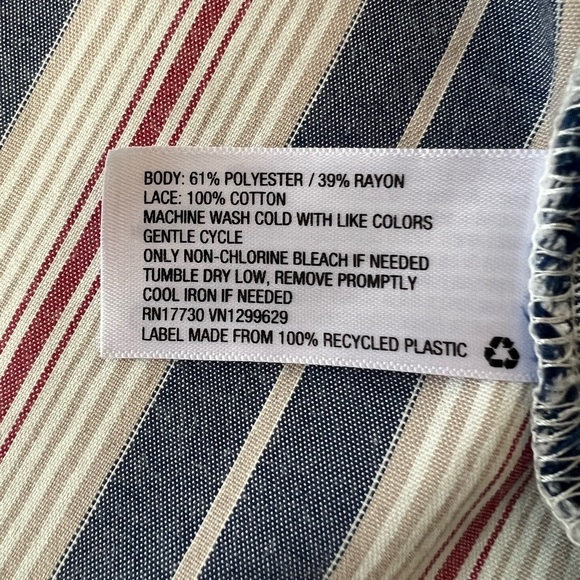 BODY: 61% POLYESTER / 39% RAYON
LACE: 100% COTTON
MACHINE WASH COLD WITH LIKE COLORS
GENTLE CYCLE
ONLY NON-CHLORINE BLEACH IF NEEDED
TUMBLE DRY LOW, REMOVE PROMPTLY
COOL IRON IF NEEDED
RN17730 VN1299629
LABEL MADE FROM 100% RECYCLED PLASTIC